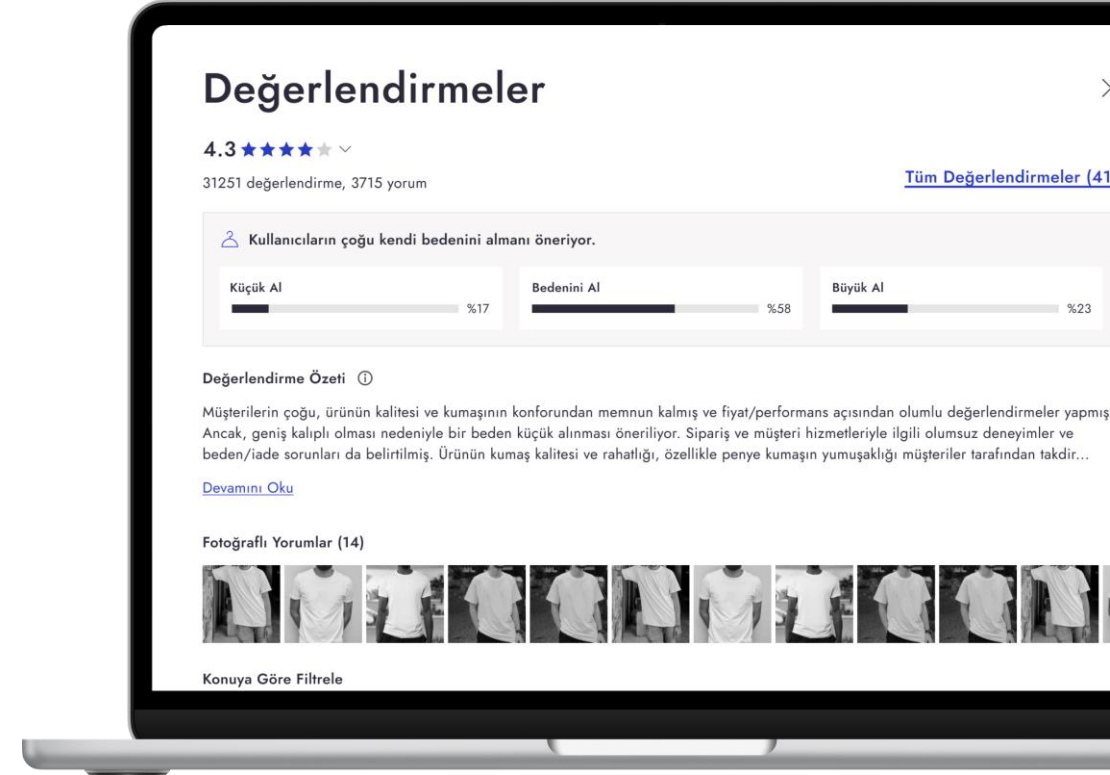 Değerlendirmeler
4.3
31251 değerlendirme, 3715 yorum
Tüm Değerlendirmeler (41
Kullanıcıların çoğu kendi bedenini almanı öneriyor.
Küçük Al
%17
Bedenini Al
%58
Büyük Al
%23
Değerlendirme Özeti
Müşterilerin çoğu, ürünün kalitesi ve kumaşının konforundan memnun kalmış ve fiyat/performans açısından olumlu değerlendirmeler yapmış
Ancak, geniş kalıplı olması nedeniyle bir beden küçük alınması öneriliyor. Sipariş ve müşteri hizmetleriyle ilgili olumsuz deneyimler ve
beden/iade sorunları da belirtilmiş. Ürünün kumaş kalitesi ve rahatlığı, özellikle penye kumaşın yumuşaklığı müşteriler tarafından takdir...
Devamını Oku
Fotoğraflı Yorumlar (14)
Konuya Göre Filtrele